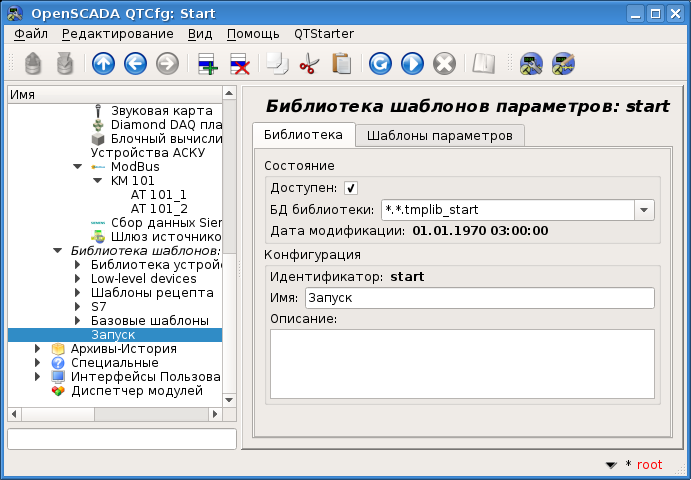 OpenSCADA QTCfg: Start
Файл Редактирование Вид Помощь QTStarter
Имя
Звуковая карта
Diamond DAQ пла
Блочный вычисли
Устройства АСКУ
ModBus
КМ 101
AT 101_1
AT 101_2
Сбор данных Sier
Шлюз источнико
Библиотека шаблонов:
Библиотека устрой
Low-level devices
Шаблоны рецепта
S7
Базовые шаблоны
Запуск
Архивы-История
Специальные
Интерфейсы Пользова
Диспетчер модулей
Библиотека шаблонов параметров: start
Библиотека Шаблоны параметров
Состояние
Доступен:
БД библиотеки: *.*.tmplib_start
Дата модификации: 01.01.1970 03:00:00
Конфигурация
Идентификатор: start
Имя: Запуск
Описание:
* root